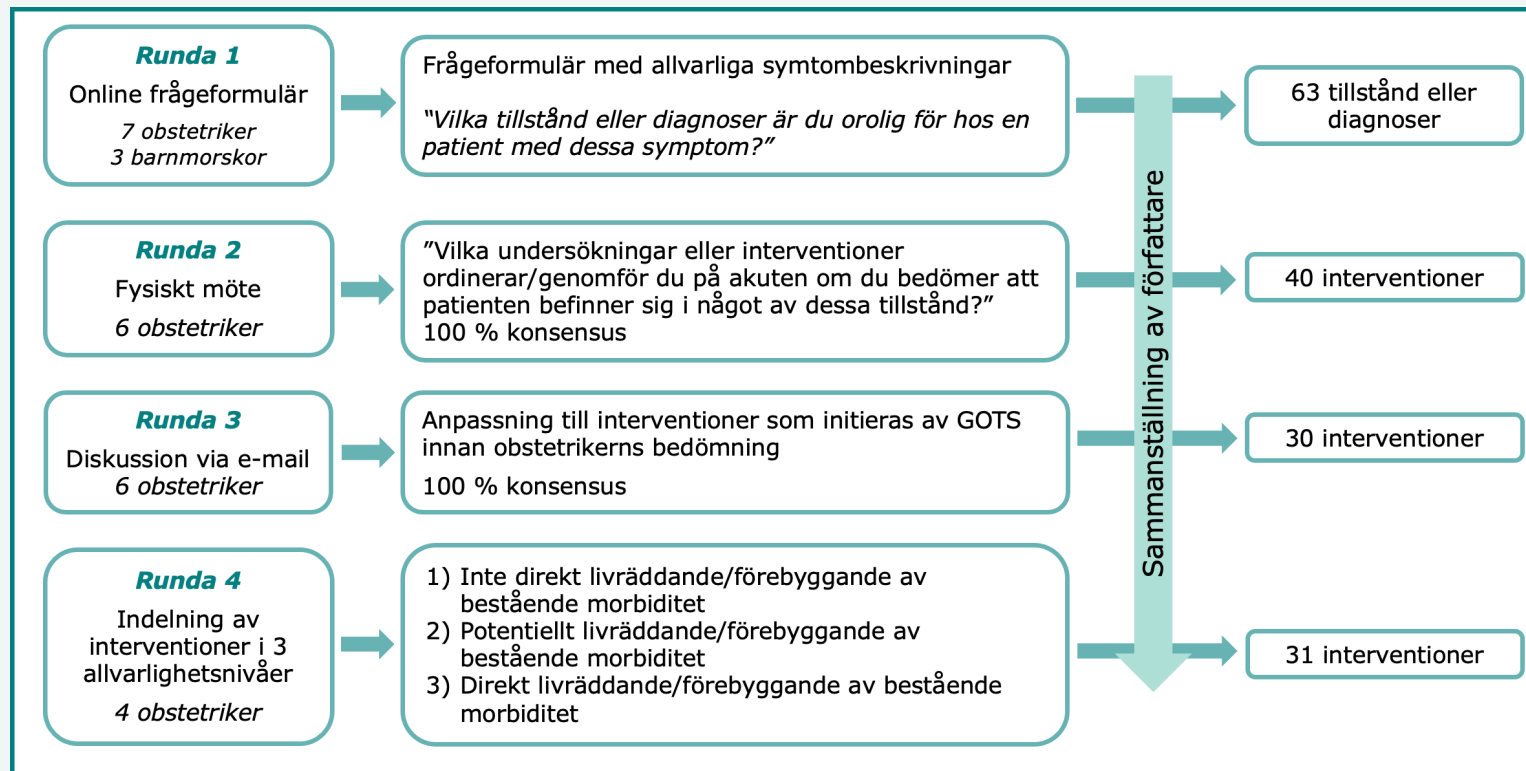 Runda 1
Online frågeformulär
7 obstetriker
3 barnmorskor
Frågeformulär med allvarliga symtombeskrivningar
“Vilka tillstånd eller diagnoser är du orolig för hos en
patient med dessa symptom?”
63 tillstånd eller
diagnoser
Runda 2
Fysiskt möte
6 obstetriker
”Vilka undersökningar eller interventioner
ordinerar/genomför du på akuten om du bedömer att
patienten befinner sig i något av dessa tillstånd?”
100 % konsensus
40 interventioner
Runda 3
Diskussion via e-mail
6 obstetriker
Anpassning till interventioner som initieras av GOTS
innan obstetrikerns bedömning
100 % konsensus
30 interventioner
Runda 4
Indelning av
interventioner i 3
allvarlighetsnivåer
4 obstetriker
1) Inte direkt livräddande/förebyggande av
bestående morbiditet
2) Potentiellt livräddande/förebyggande av
bestående morbiditet
3) Direkt livräddande/förebyggande av bestående
morbiditet
31 interventioner
Sammanställning av författare